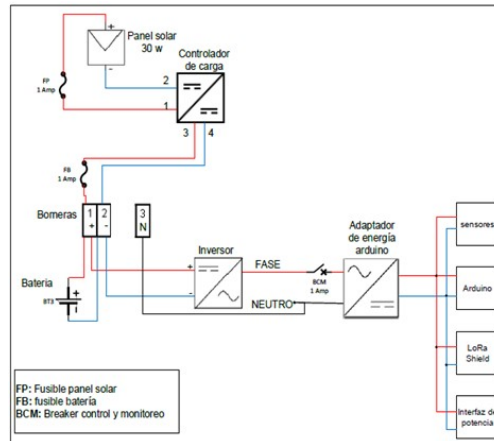 Panel solar
30 w
+
-
FP
1 Amp
Controlador
de carga
2
1
3
4
FB
1 Amp
Bomeras
1
+
2
-
3
N
Inversor
+
-
FASE
NEUTRO
BCM
1 Amp
Adaptador
de energía
arduino
Batería
BT3
+
-
sensores
Arduino
LoRa
Shield
Interfaz de
potencia
FP: Fusible panel solar
FB: fusible batería
BCM: Breaker control y monitoreo